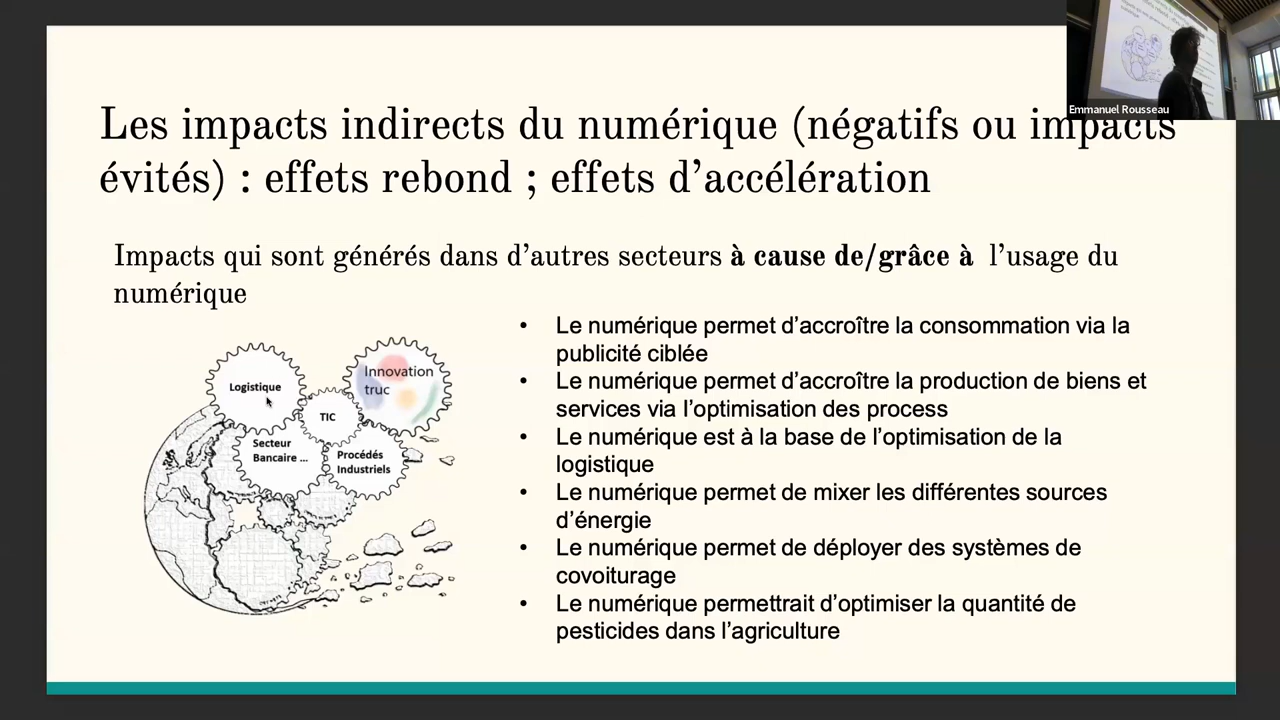 Les impacts indirects du numérique (négatifs ou impacts
évités) : effets rebond ; effets d’accélération
Emmanuel Rousseau
Impacts qui sont générés dans d’autres secteurs à cause de/grâce à l’usage du
numérique
Logistique
Innovation
truc
TIC
Secteur
Bancaire ...
Procédés
Industriels
• Le numérique permet d’accroître la consommation via la
publicité ciblée
• Le numérique permet d’accroître la production de biens et
services via l’optimisation des process
• Le numérique est à la base de l’optimisation de la
logistique
• Le numérique permet de mixer les différentes sources
d’énergie
• Le numérique permet de déployer des systèmes de
covoiturage
• Le numérique permettrait d’optimiser la quantité de
pesticides dans l’agriculture